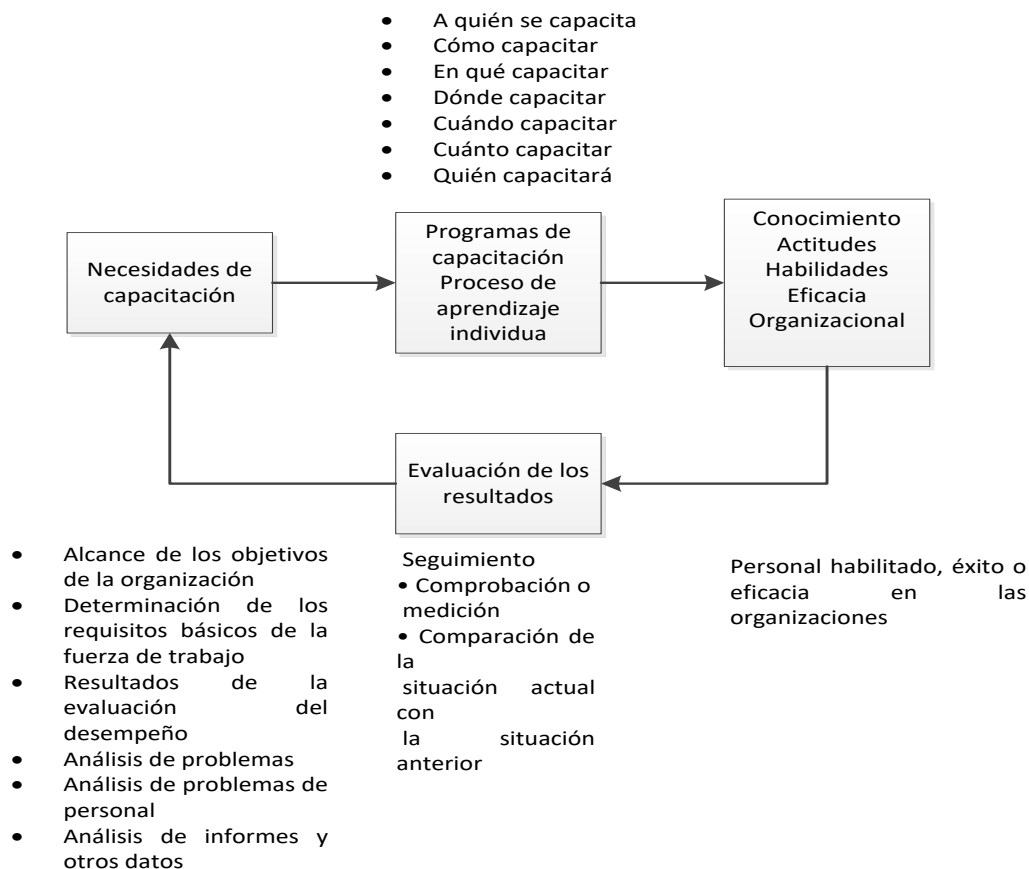 • A quién se capacita
• Cómo capacitar
• En qué capacitar
• Dónde capacitar
• Cuándo capacitar
• Cuánto capacitar
• Quién capacitará
Necesidades de
capacitación
Programas de
capacitación
Proceso de
aprendizaje
individua
Conocimiento
Actitudes
Habilidades
Eficacia
Organizacional
Evaluación de los
resultados
• Alcance de los objetivos
de la organización
• Determinación de los
requisitos básicos de la
fuerza de trabajo
• Resultados de la
evaluación del
desempeño
• Análisis de problemas
• Análisis de problemas de
personal
• Análisis de informes y
otros datos
Seguimiento
• Comprobación o
medición
• Comparación de
la
situación actual
con
la situación
anterior
Personal habilitado, éxito o
eficacia en las
organizaciones